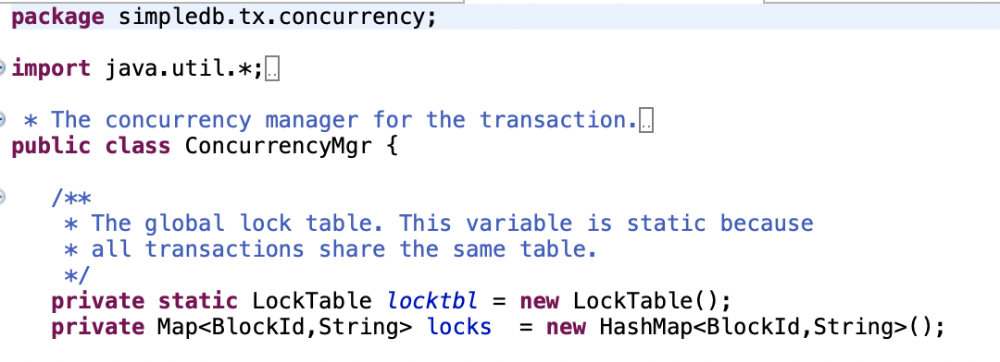 package simpledb.tx.concurrency;
import java.util.*;
* The concurrency manager for the transaction.
public class ConcurrencyMgr {
/**
* The global lock table. This variable is static because
* all transactions share the same table.
*/
private static LockTable locktbl = new LockTable();
private Map<BlockId,String> locks  = new HashMap<BlockId,String>();